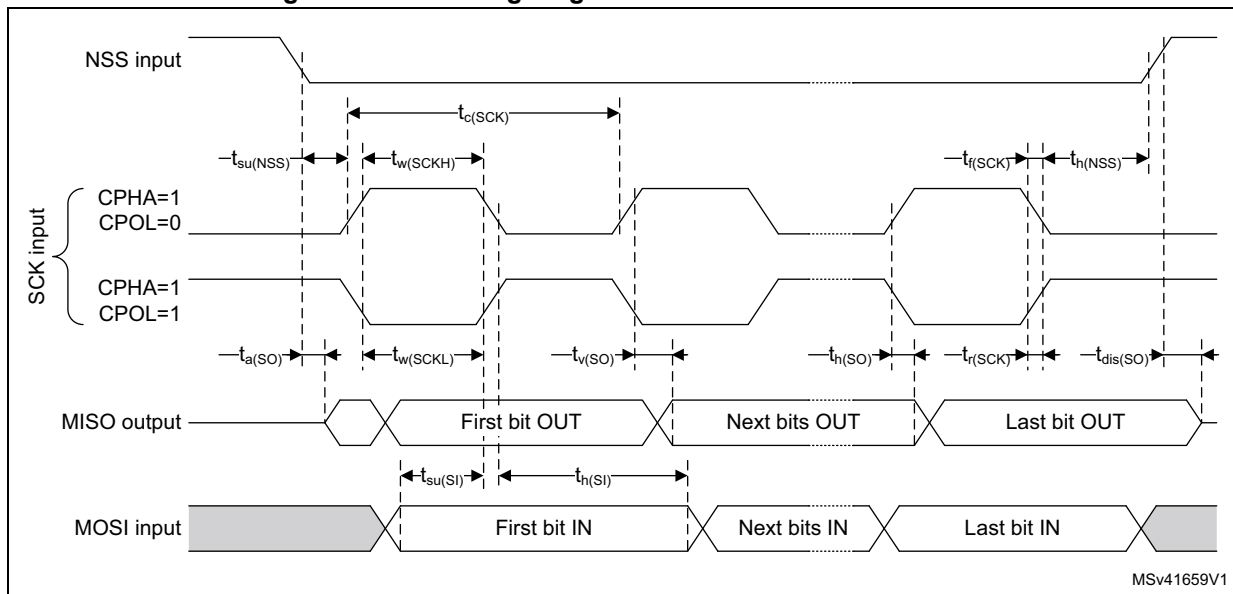 NSS input
tc(SCK)
tsu(NSS)
tw(SCKH)
tf(SCK)
th(NSS)
SCK input
CPHA=1
CPOL=0
CPHA=1
CPOL=1
ta(SO)
tw(SCKL)
tv(SO)
th(SO)
tr(SCK)
tdis(SO)
MISO output
First bit OUT
Next bits OUT
Last bit OUT
tsu(SI)
th(SI)
MOSI input
First bit IN
Next bits IN
Last bit IN
MSv41659V1